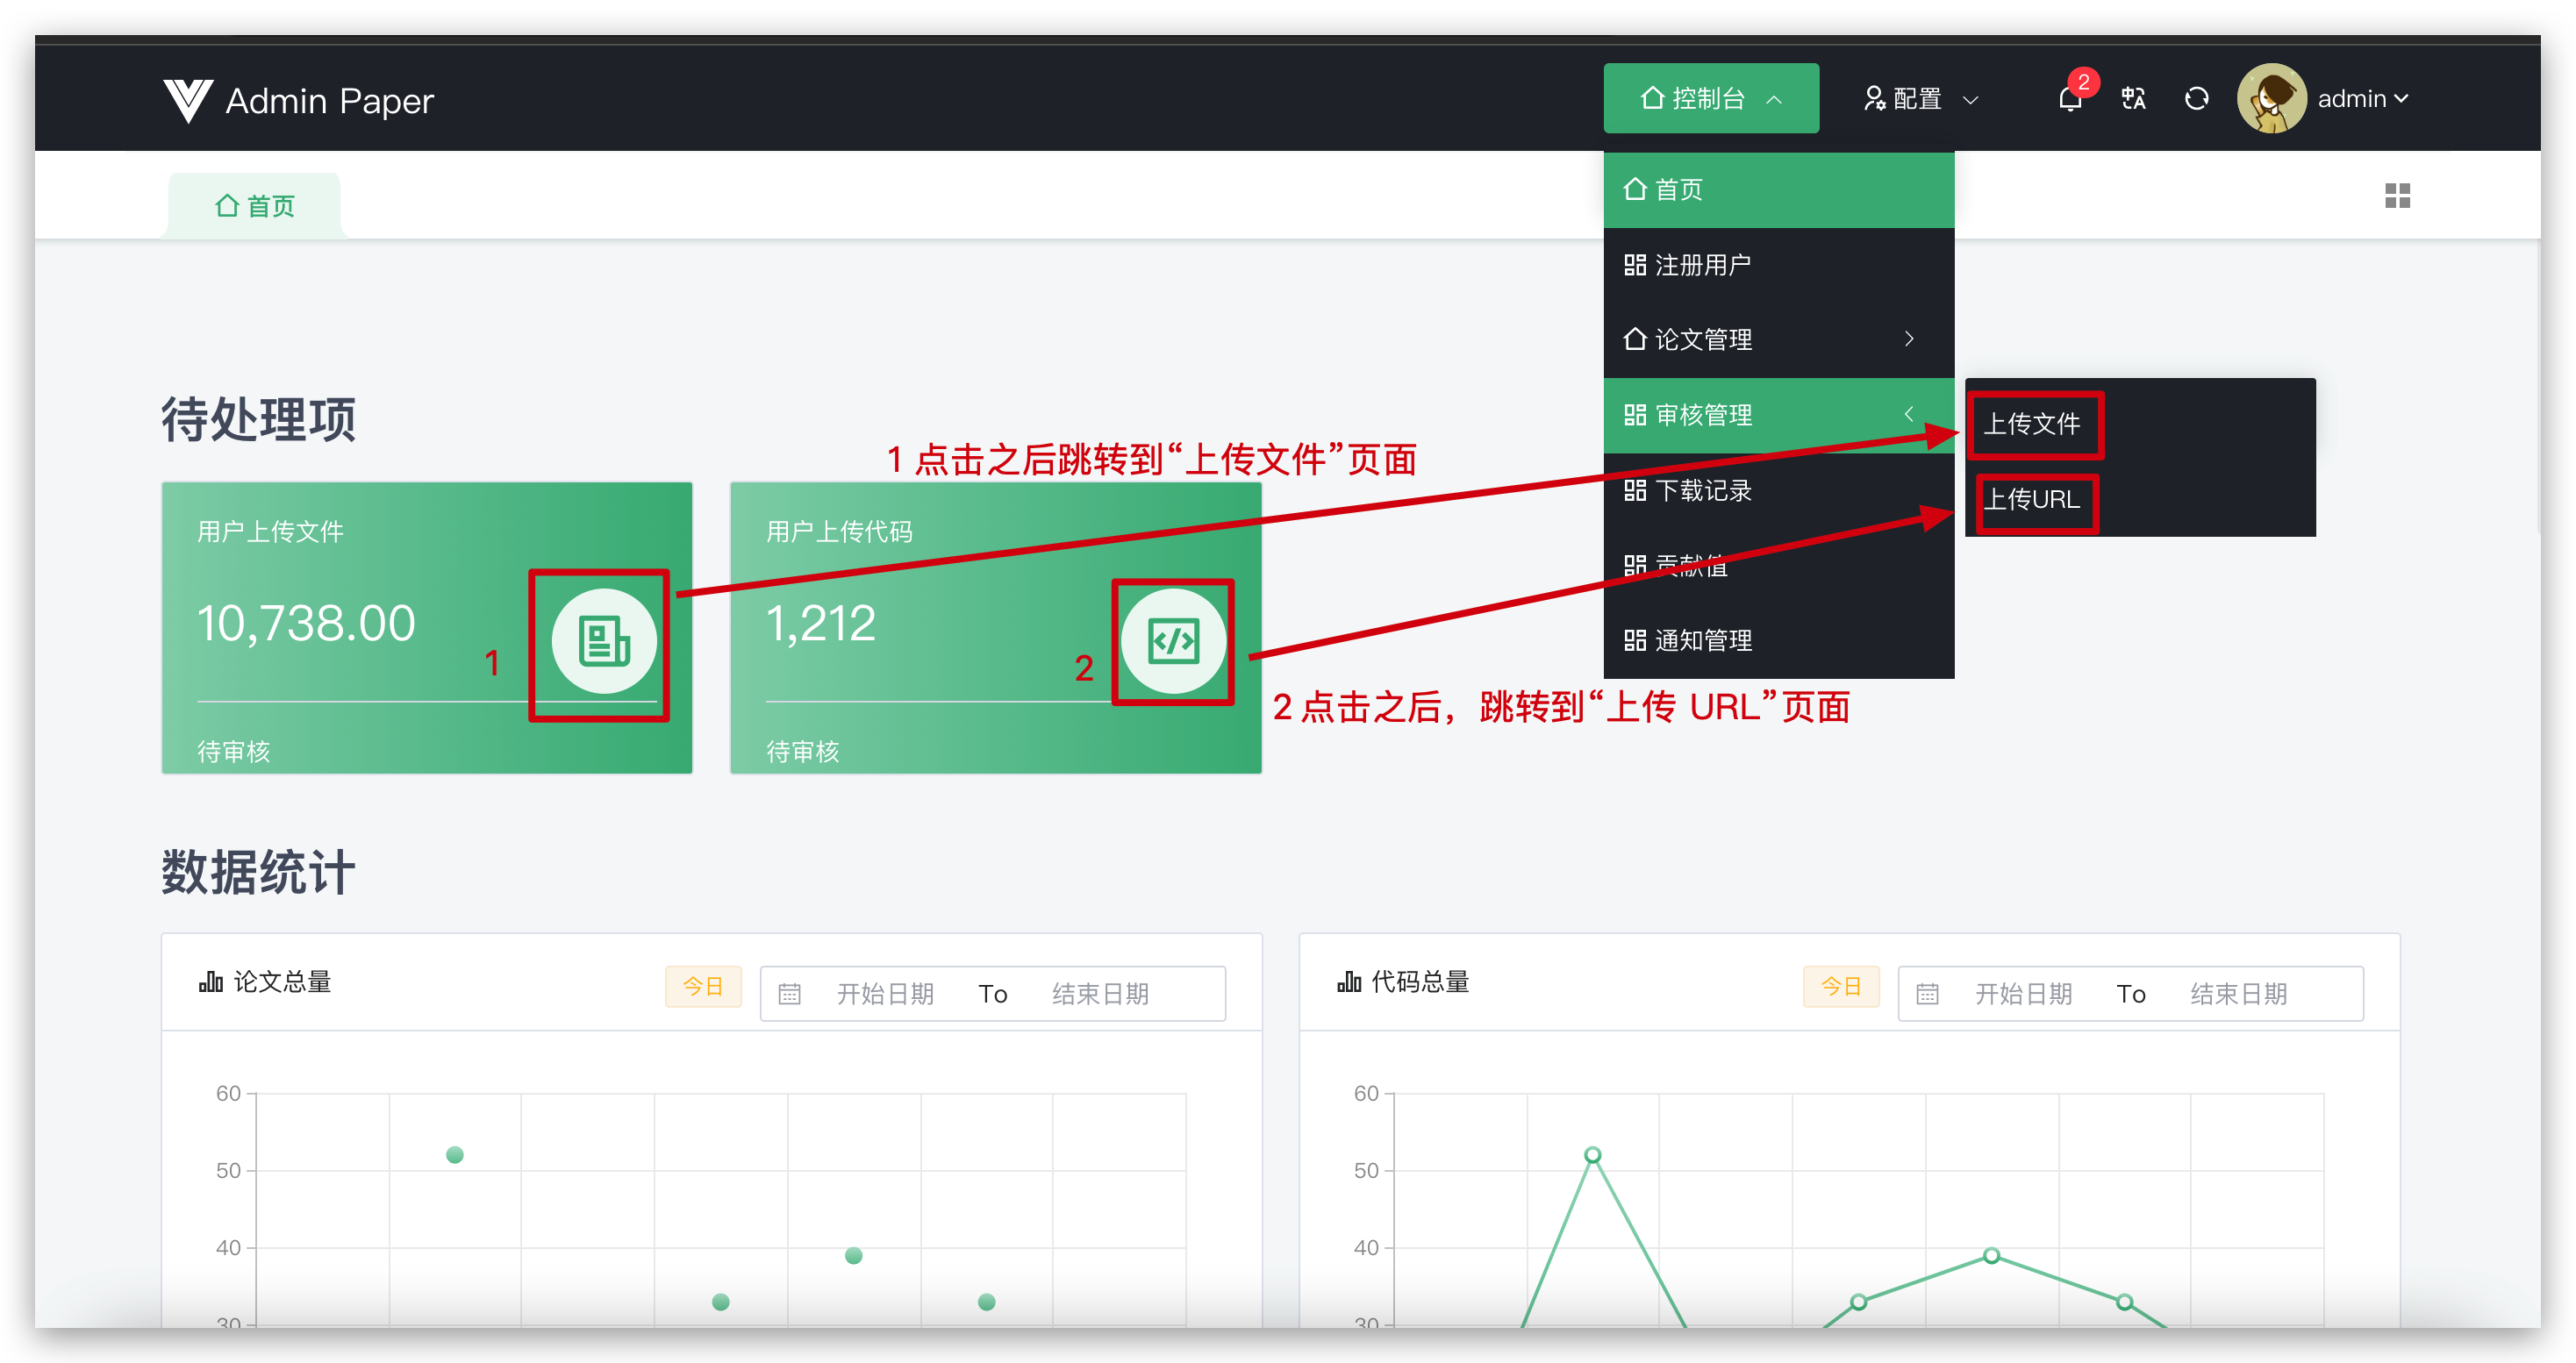 Admin Paper
控制台
配置
2
admin
首页
首页
注册用户
论文管理
审核管理
下载记录
贡献值
通知管理
上传文件
上传URL
待处理项
1 点击之后跳转到“上传文件”页面
用户上传文件
10,738.00
1
待审核
用户上传代码
1,212
2
待审核
2 点击之后，跳转到“上传 URL”页面
数据统计
论文总量
今日
开始日期 To 结束日期
60
50
40
30
代码总量
今日
开始日期 To 结束日期
60
50
40
30